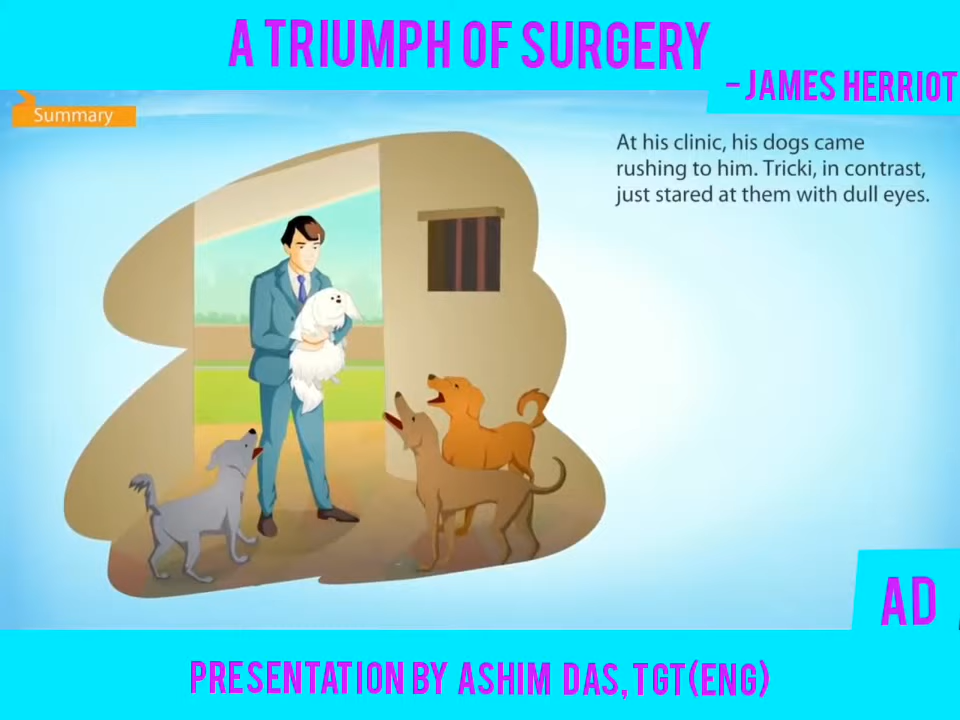 A TRIUMPH OF SURGERY
– JAMES HERRIOT
Summary
At his clinic, his dogs came
rushing to him. Tricki, in contrast,
just stared at them with dull eyes.
AD
PRESENTATION BY ASHIM DAS, TGT(ENG)